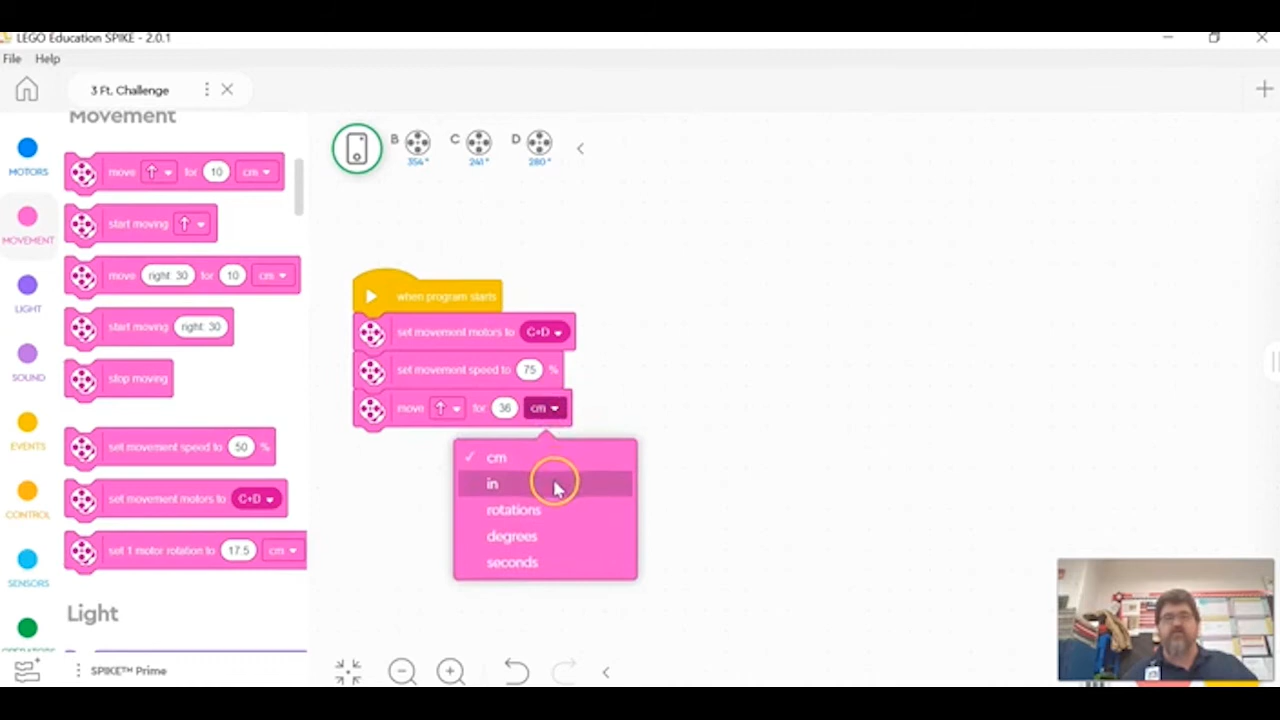 LEGO Education SPIKE - 2.0.1
File Help
3 Ft. Challenge
Movement
MOTORS
MOVEMENT
LIGHT
SOUND
EVENTS
CONTROL
SENSORS
OPERATORS
move for 10 cm
start moving
move right: 30 for 10 cm
start moving right: 30
stop moving
set movement speed to 50 %
set movement motors to C+D
set 1 motor rotation to 17.5 cm
Light
SPIKE™ Prime
B 354° C 241° D 280°
when program starts
set movement motors to C+D
set movement speed to 75 %
move for 36 cm
✓ cm
in
rotations
degrees
seconds